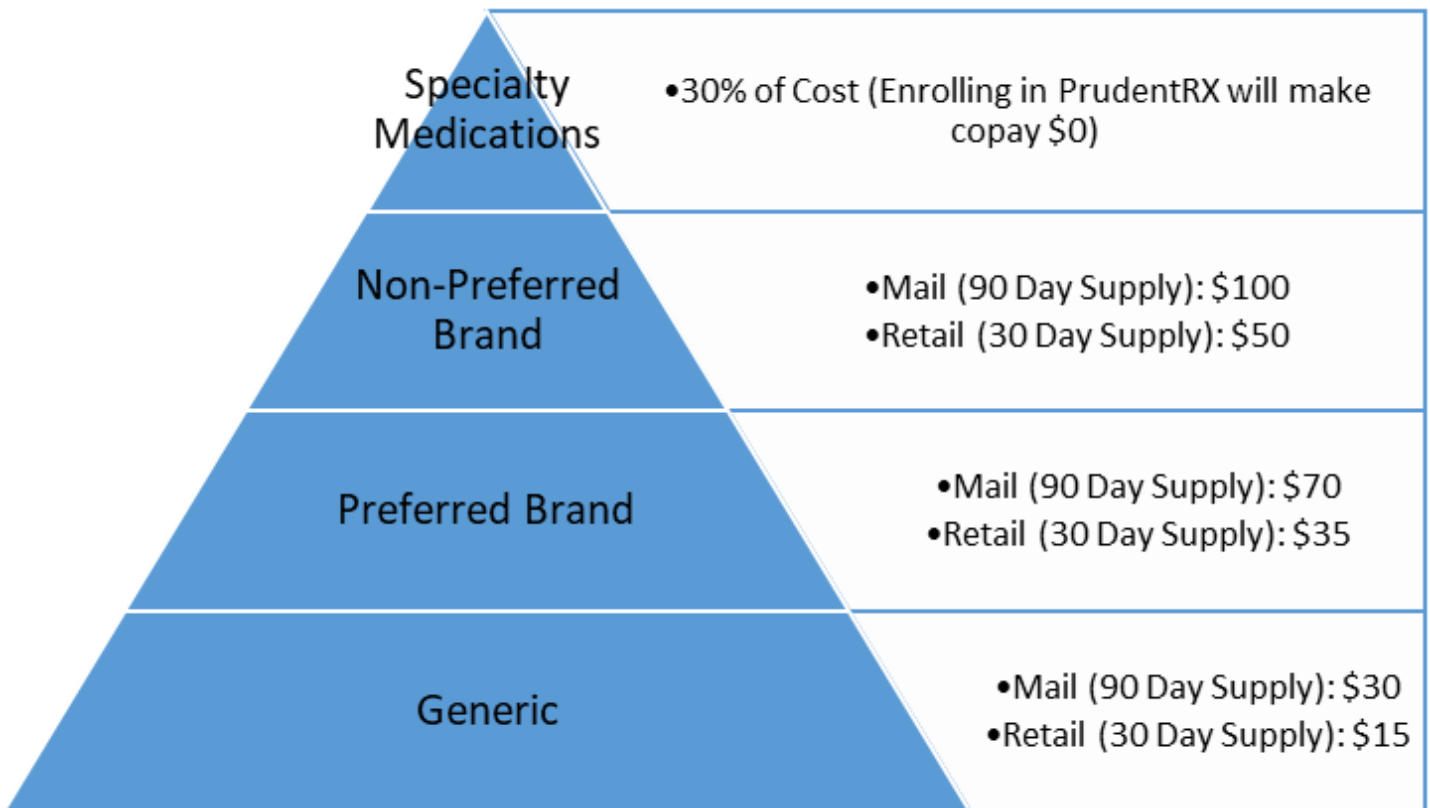 Specialty
Medications
•30% of Cost (Enrolling in PrudentRX will make
copay $0)
Non-Preferred
Brand
•Mail (90 Day Supply): $100
•Retail (30 Day Supply): $50
Preferred Brand
•Mail (90 Day Supply): $70
•Retail (30 Day Supply): $35
Generic
•Mail (90 Day Supply): $30
•Retail (30 Day Supply): $15